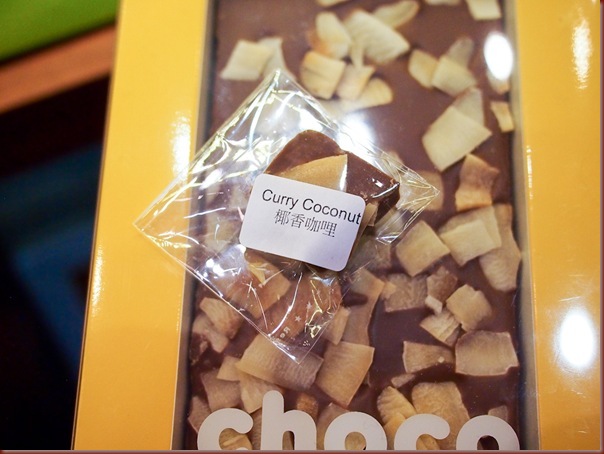 Curry Coconut
椰香咖哩
choco